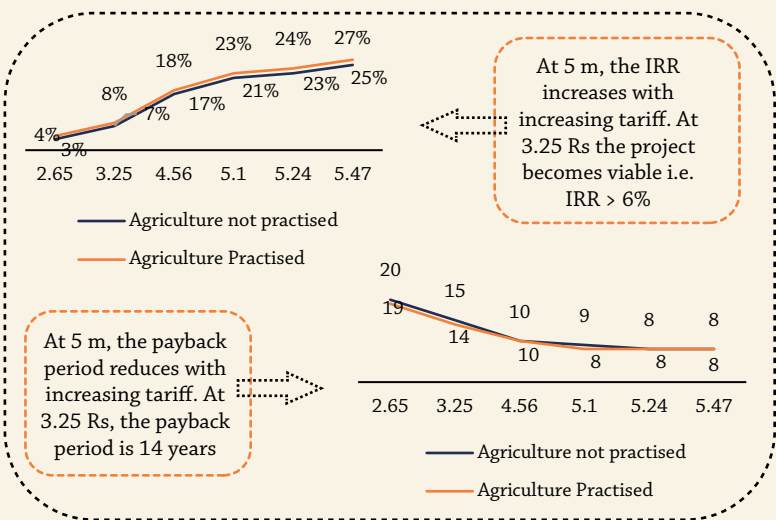 23% 24% 27%
18%
8%
7% 17% 21% 23% 25%
4%
3%
2.65 3.25 4.56 5.1 5.24 5.47
Agriculture not practised
Agriculture Practised
At 5 m, the IRR
increases with
increasing tariff. At
3.25 Rs the project
becomes viable i.e.
IRR > 6%
At 5 m, the payback
period reduces with
increasing tariff. At
3.25 Rs, the payback
period is 14 years
20
15
10 9 8 8
19
14
10 8 8 8
2.65 3.25 4.56 5.1 5.24 5.47
Agriculture not practised
Agriculture Practised